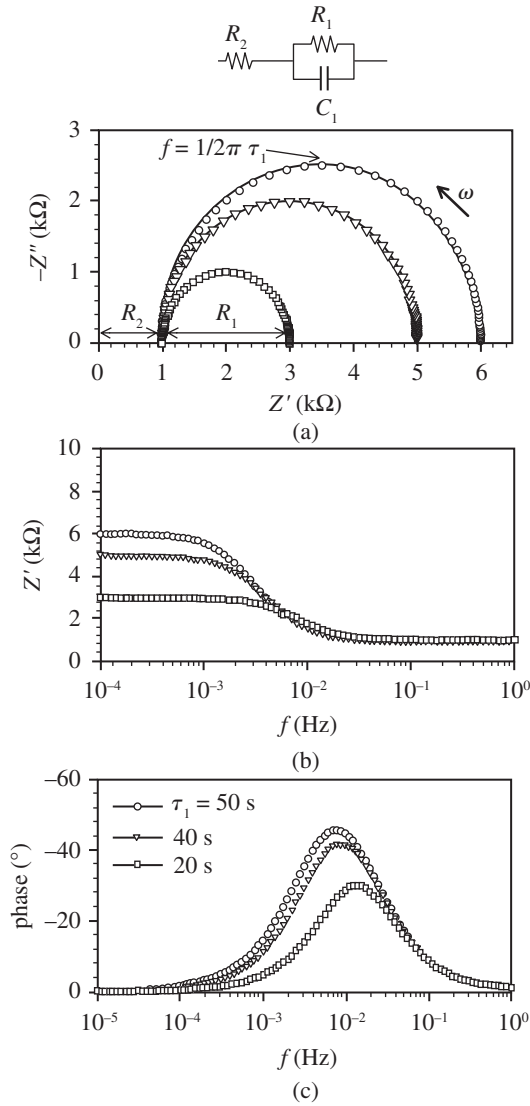 R₂
R₁
C₁
3
2
1
0
–Z″ (kΩ)
f = 1/2π τ₁
ω
R₂
R₁
0 1 2 3 4 5 6
Z′ (kΩ)
(a)
10
8
6
4
2
0
Z′ (kΩ)
10⁻⁴ 10⁻³ 10⁻² 10⁻¹ 10⁰
f (Hz)
(b)
–60
–40
–20
0
phase (°)
τ₁ = 50 s
40 s
20 s
10⁻⁵ 10⁻⁴ 10⁻³ 10⁻² 10⁻¹ 10⁰
f (Hz)
(c)